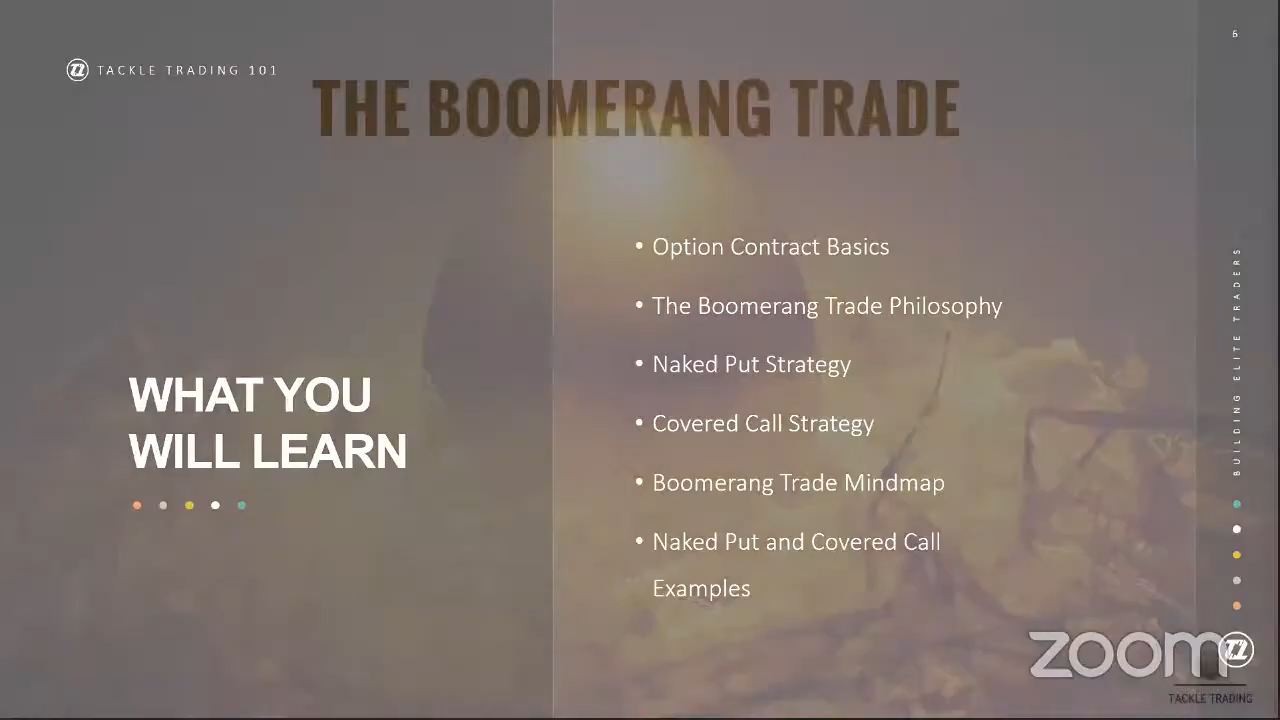 6
TACKLE TRADING 101
THE BOOMERANG TRADE
WHAT YOU
WILL LEARN
• Option Contract Basics
• The Boomerang Trade Philosophy
• Naked Put Strategy
• Covered Call Strategy
• Boomerang Trade Mindmap
• Naked Put and Covered Call
Examples
BUILDING ELITE TRADERS
zoom
TACKLE TRADING